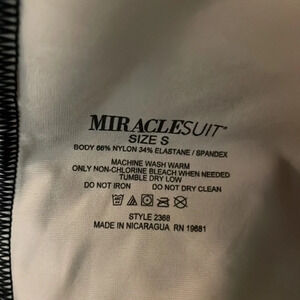 MIRACLESUIT®
SIZE S
BODY 66% NYLON 34% ELASTANE / SPANDEX
MACHINE WASH WARM
ONLY NON-CHLORINE BLEACH WHEN NEEDED
TUMBLE DRY LOW
DO NOT IRON DO NOT DRY CLEAN
STYLE 2368
MADE IN NICARAGUA RN 19681